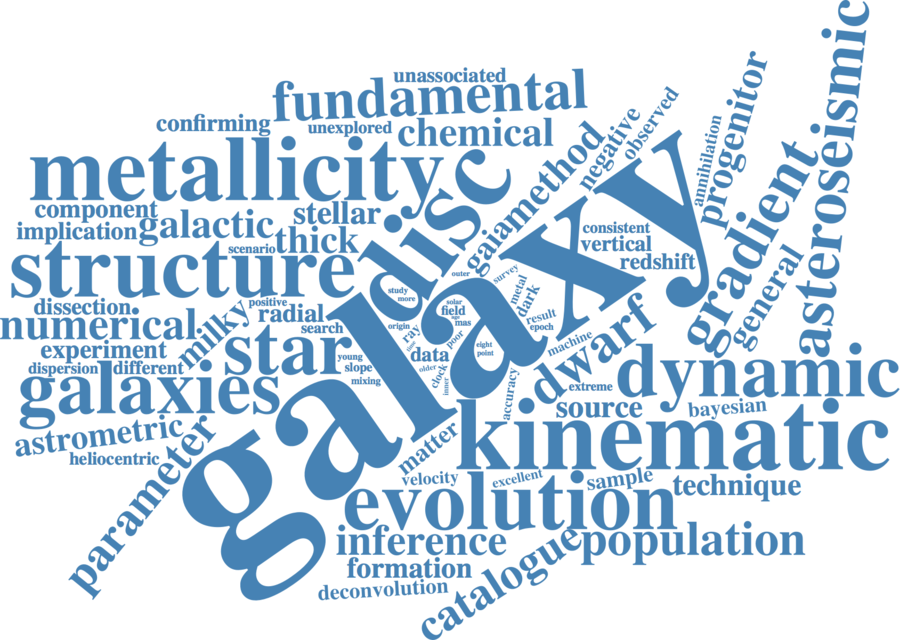 unassociated
fundamental
confirming
unexplored
chemical
metallicity
component
implication
galactic
stellar
scenario
thick
structure
disc
gaia
method
negative
observed
annihilation
progenitor
asteroseismic
gradient
general
consistent
vertical
redshift
galaxy
dissection
positive
numerical
milky
radial
search
star
experiment
dispersion
different
galaxies
young
slope
mixing
astrometric
heliocentric
parameter
outer
survey
study
more
origin
ray
time
solar
field
age
mas
metal
dark
result
epoch
poor
data
older
clock
inner
eight
point
machine
accuracy
dwarf
extreme
dynamic
source
bayesian
kinematic
matter
velocity
excellent
sample
technique
evolution
inference
population
formation
deconvolution
catalogue